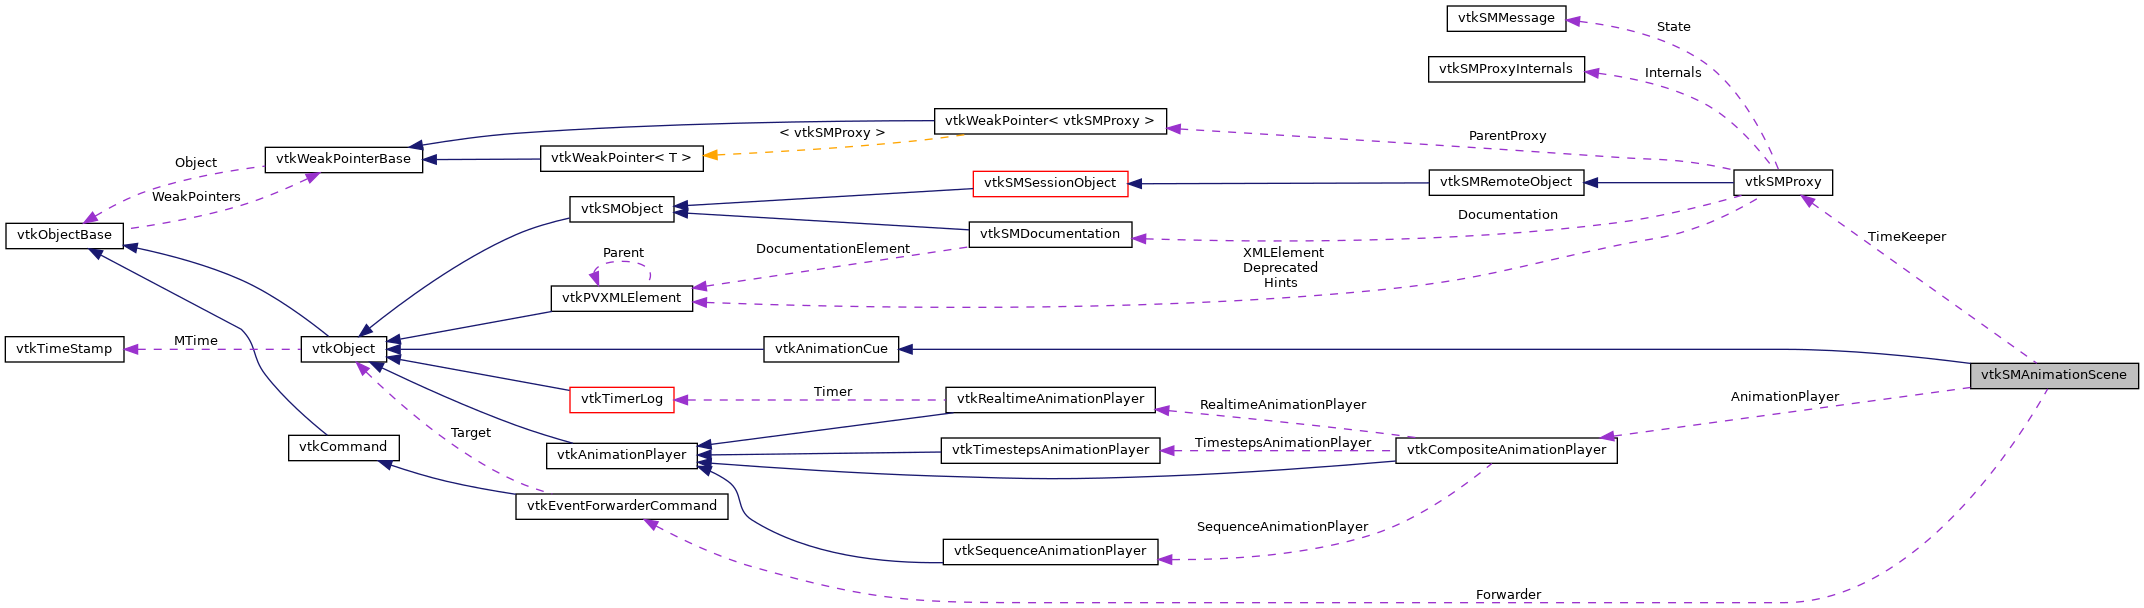 vtkSMMessage
State
vtkSMProxyInternals
Internals
vtkWeakPointer< vtkSMProxy >
< vtkSMProxy >
ParentProxy
vtkWeakPointerBase
vtkWeakPointer< T >
Object
WeakPointers
vtkSMSessionObject
vtkSMRemoteObject
vtkSMProxy
vtkSMObject
Documentation
vtkObjectBase
vtkSMDocumentation
TimeKeeper
DocumentationElement
Parent
XMLElement
Deprecated
Hints
vtkPVXMLElement
MTime
vtkTimeStamp
vtkObject
vtkAnimationCue
vtkSMAnimationScene
Timer
vtkTimerLog
vtkRealtimeAnimationPlayer
RealtimeAnimationPlayer
AnimationPlayer
Target
vtkCommand
vtkAnimationPlayer
vtkTimestepsAnimationPlayer
TimestepsAnimationPlayer
vtkCompositeAnimationPlayer
vtkEventForwarderCommand
SequenceAnimationPlayer
vtkSequenceAnimationPlayer
Forwarder